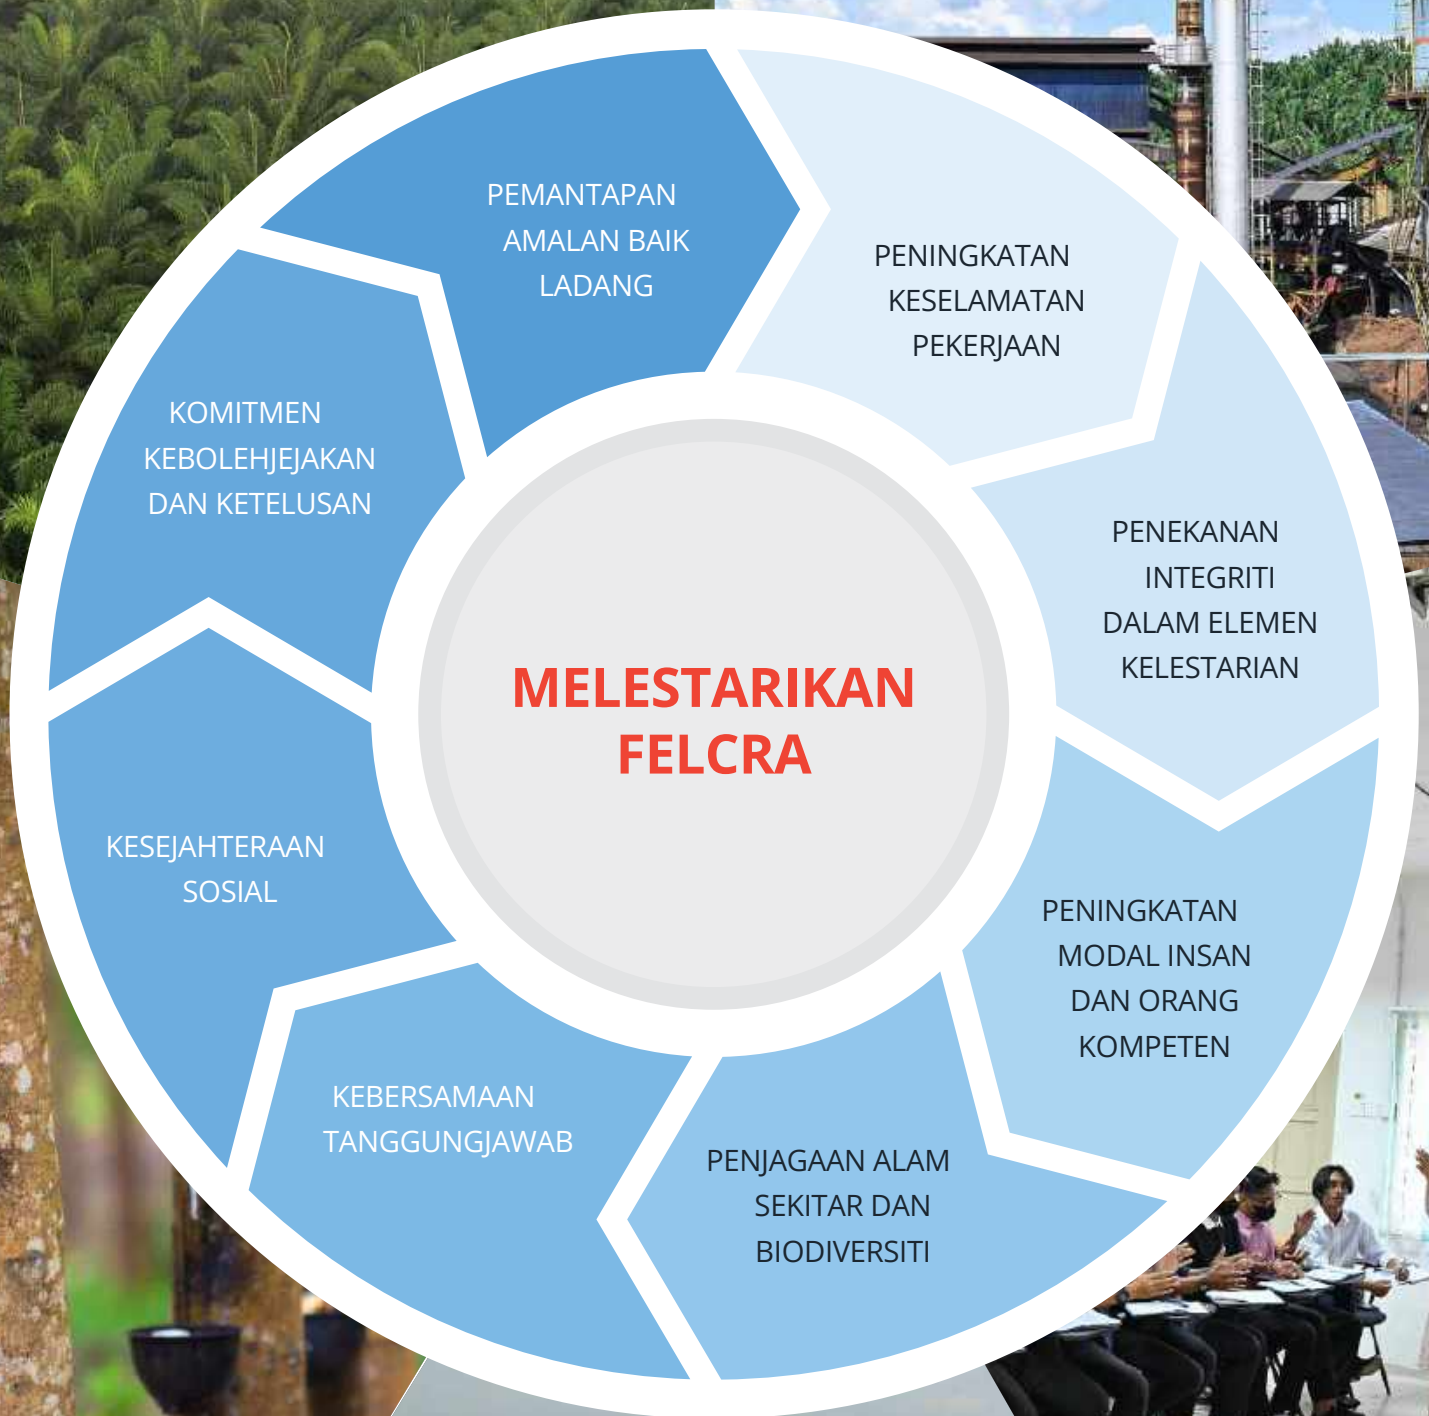 PEMANTAPAN
AMALAN BAIK
LADANG
PENINGKATAN
KESELAMATAN
PEKERJAAN
PENEKANAN
INTEGRITI
DALAM ELEMEN
KELESTARIAN
PENINGKATAN
MODAL INSAN
DAN ORANG
KOMPETEN
PENJAGAAN ALAM
SEKITAR DAN
BIODIVERSITI
KEBERSAMAAN
TANGGUNGJAWAB
KESEJAHTERAAN
SOSIAL
KOMITMEN
KEBOLEHJEJAKAN
DAN KETELUSAN
MELESTARIKAN
FELCRA